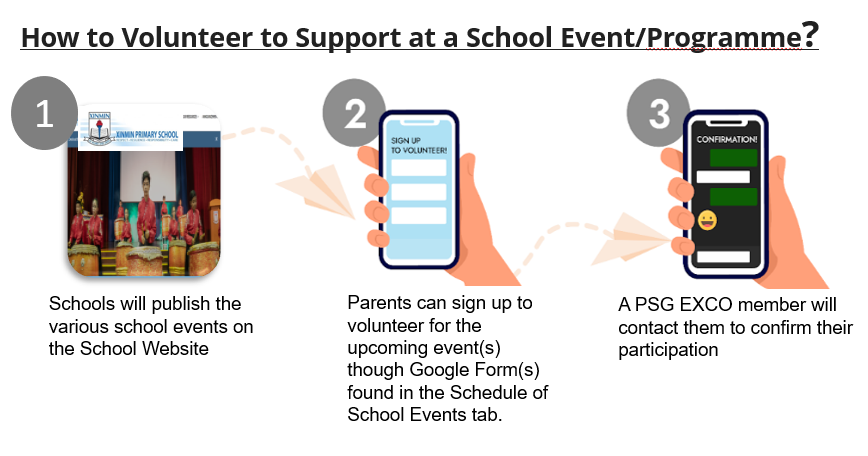 How to Volunteer to Support at a School Event/Programme?
1
XINMIN
XINMIN PRIMARY SCHOOL
Schools will publish the
various school events on
the School Website
2
SIGN UP
TO VOLUNTEER!
Parents can sign up to
volunteer for the
upcoming event(s)
though Google Form(s)
found in the Schedule of
School Events tab.
3
CONFIRMATION!
A PSG EXCO member will
contact them to confirm their
participation